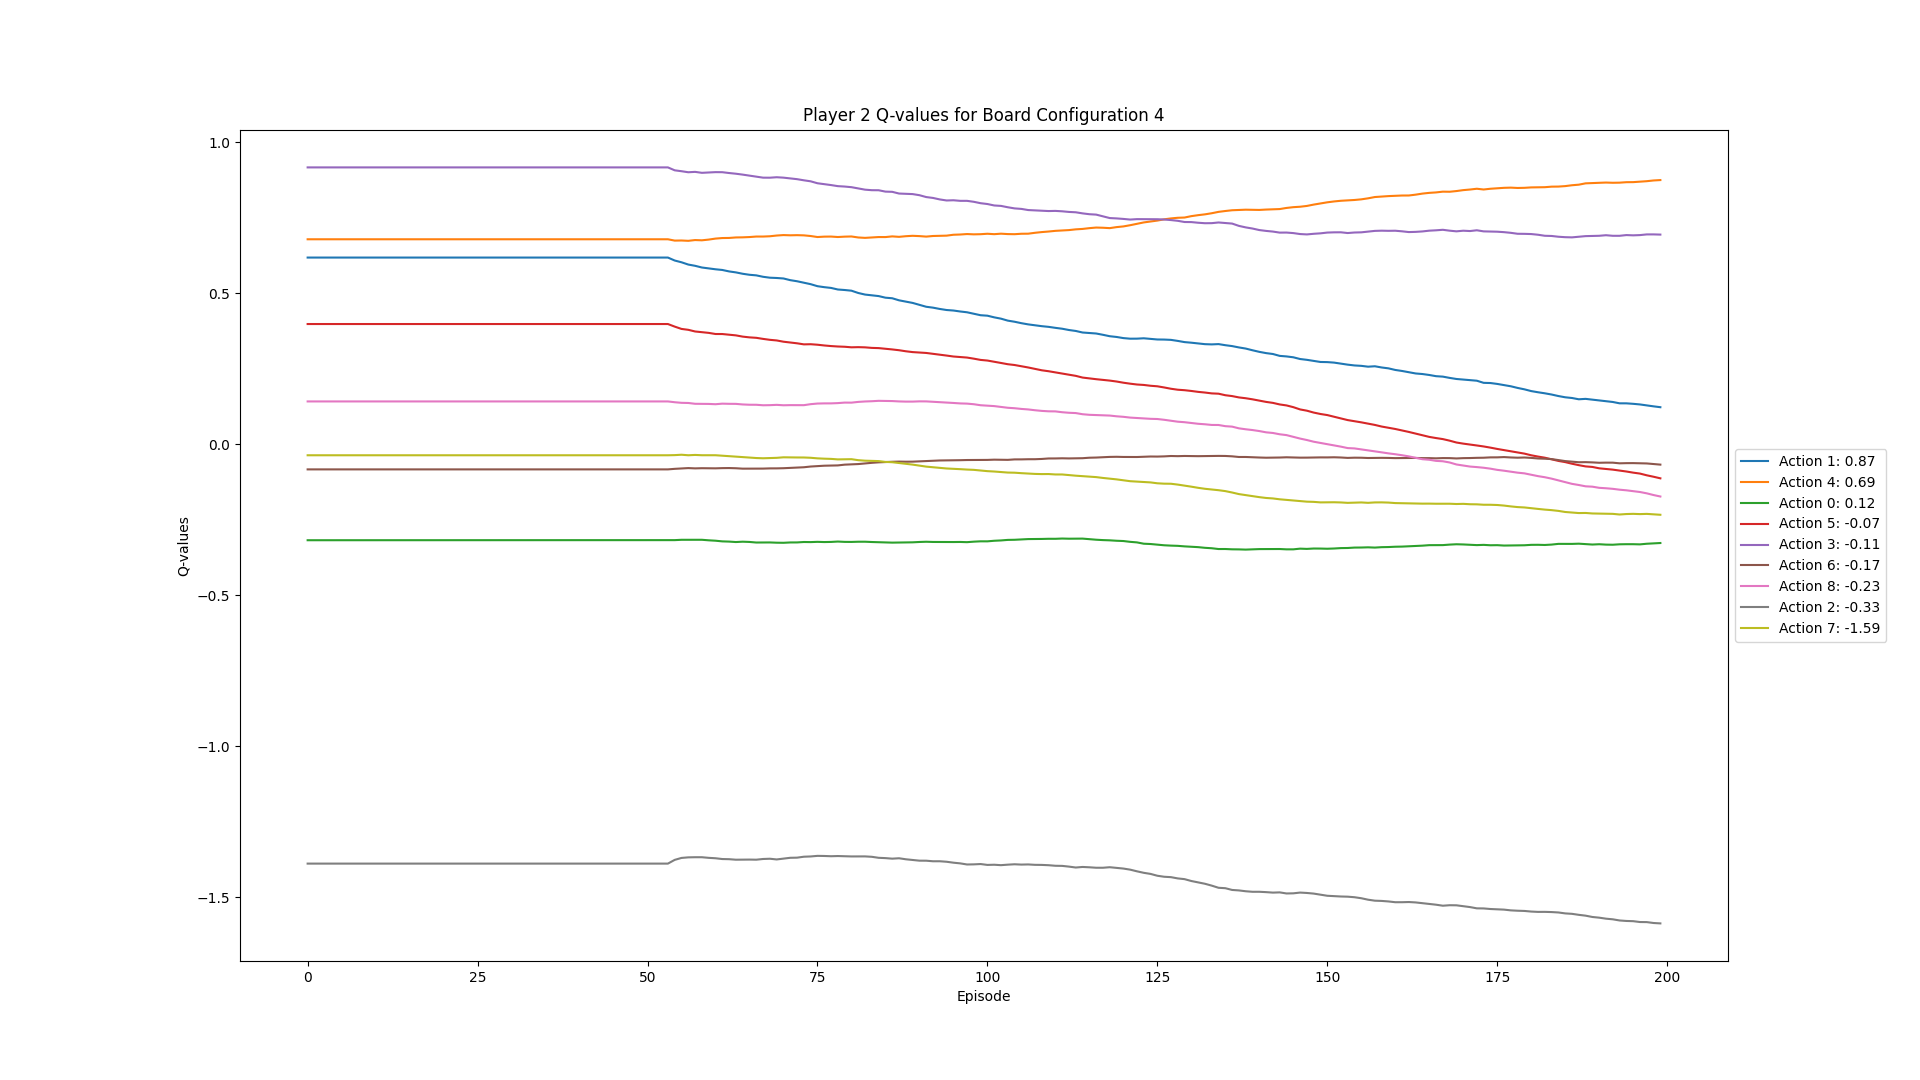 Player 2 Q-values for Board Configuration 4
1.0
0.5
0.0
−0.5
−1.0
−1.5
Q-values
0 25 50 75 100 125 150 175 200
Episode
Action 1: 0.87
Action 4: 0.69
Action 0: 0.12
Action 5: -0.07
Action 3: -0.11
Action 6: -0.17
Action 8: -0.23
Action 2: -0.33
Action 7: -1.59